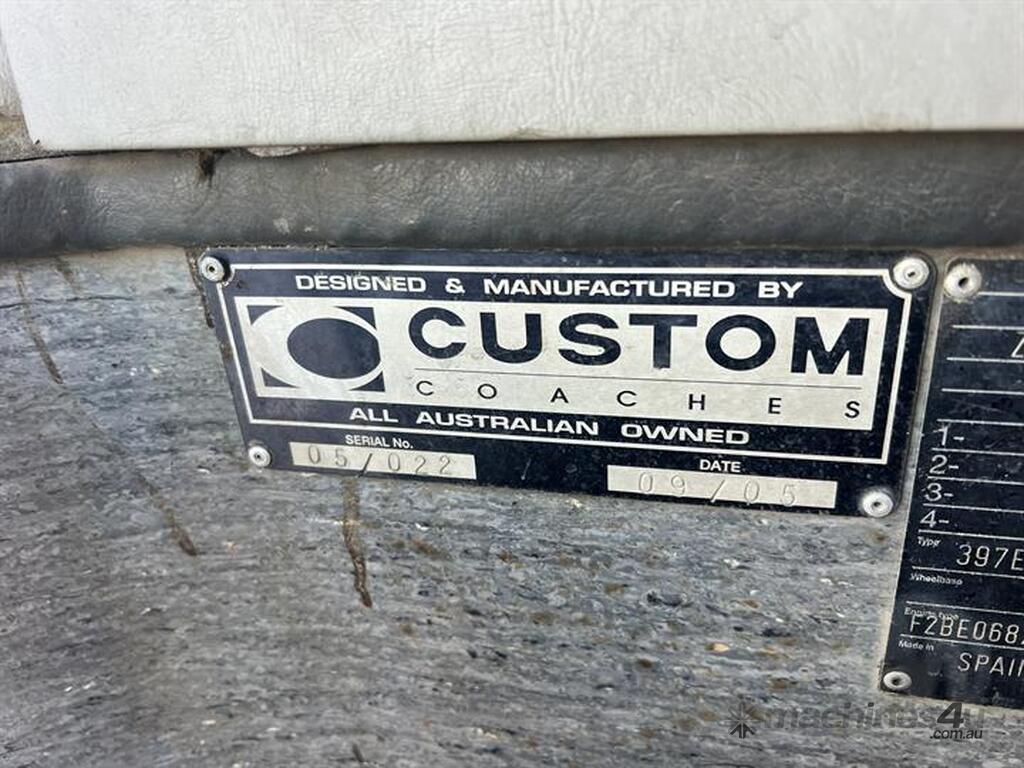 DESIGNED & MANUFACTURED BY
CUSTOM
COACHES
ALL AUSTRALIAN OWNED
SERIAL No.
05/022
DATE
09/05
1-
2-
3-
4-
Type
397E
Wheelbase
Engine type
F2BE068
Made in
SPAIN
machines4u
.com.au